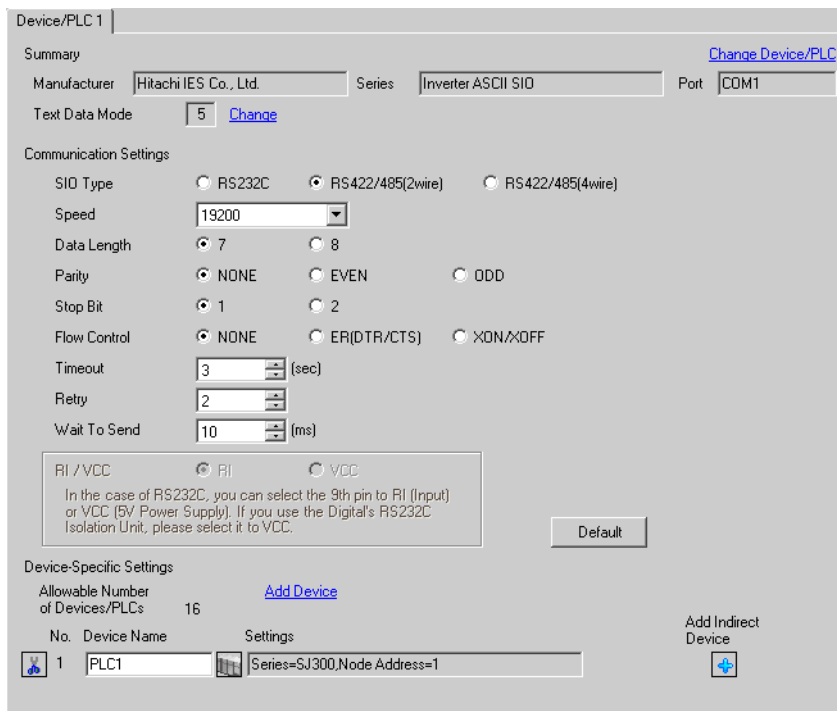 Device/PLC 1
Summary
Change Device/PLC
Manufacturer Hitachi IES Co., Ltd. Series Inverter ASCII SIO Port COM1
Text Data Mode 5 Change
Communication Settings
SIO Type RS232C RS422/485(2wire) RS422/485(4wire)
Speed 19200
Data Length 7 8
Parity NONE EVEN ODD
Stop Bit 1 2
Flow Control NONE ER(DTR/CTS) XON/XOFF
Timeout 3 (sec)
Retry 2
Wait To Send 10 (ms)
RI / VCC RI VCC
In the case of RS232C, you can select the 9th pin to RI (Input)
or VCC (5V Power Supply). If you use the Digital's RS232C
Isolation Unit, please select it to VCC.
Default
Device-Specific Settings
Allowable Number
of Devices/PLCs 16
Add Device
Add Indirect
Device
No. Device Name Settings
1 PLC1 Series=SJ300,Node Address=1